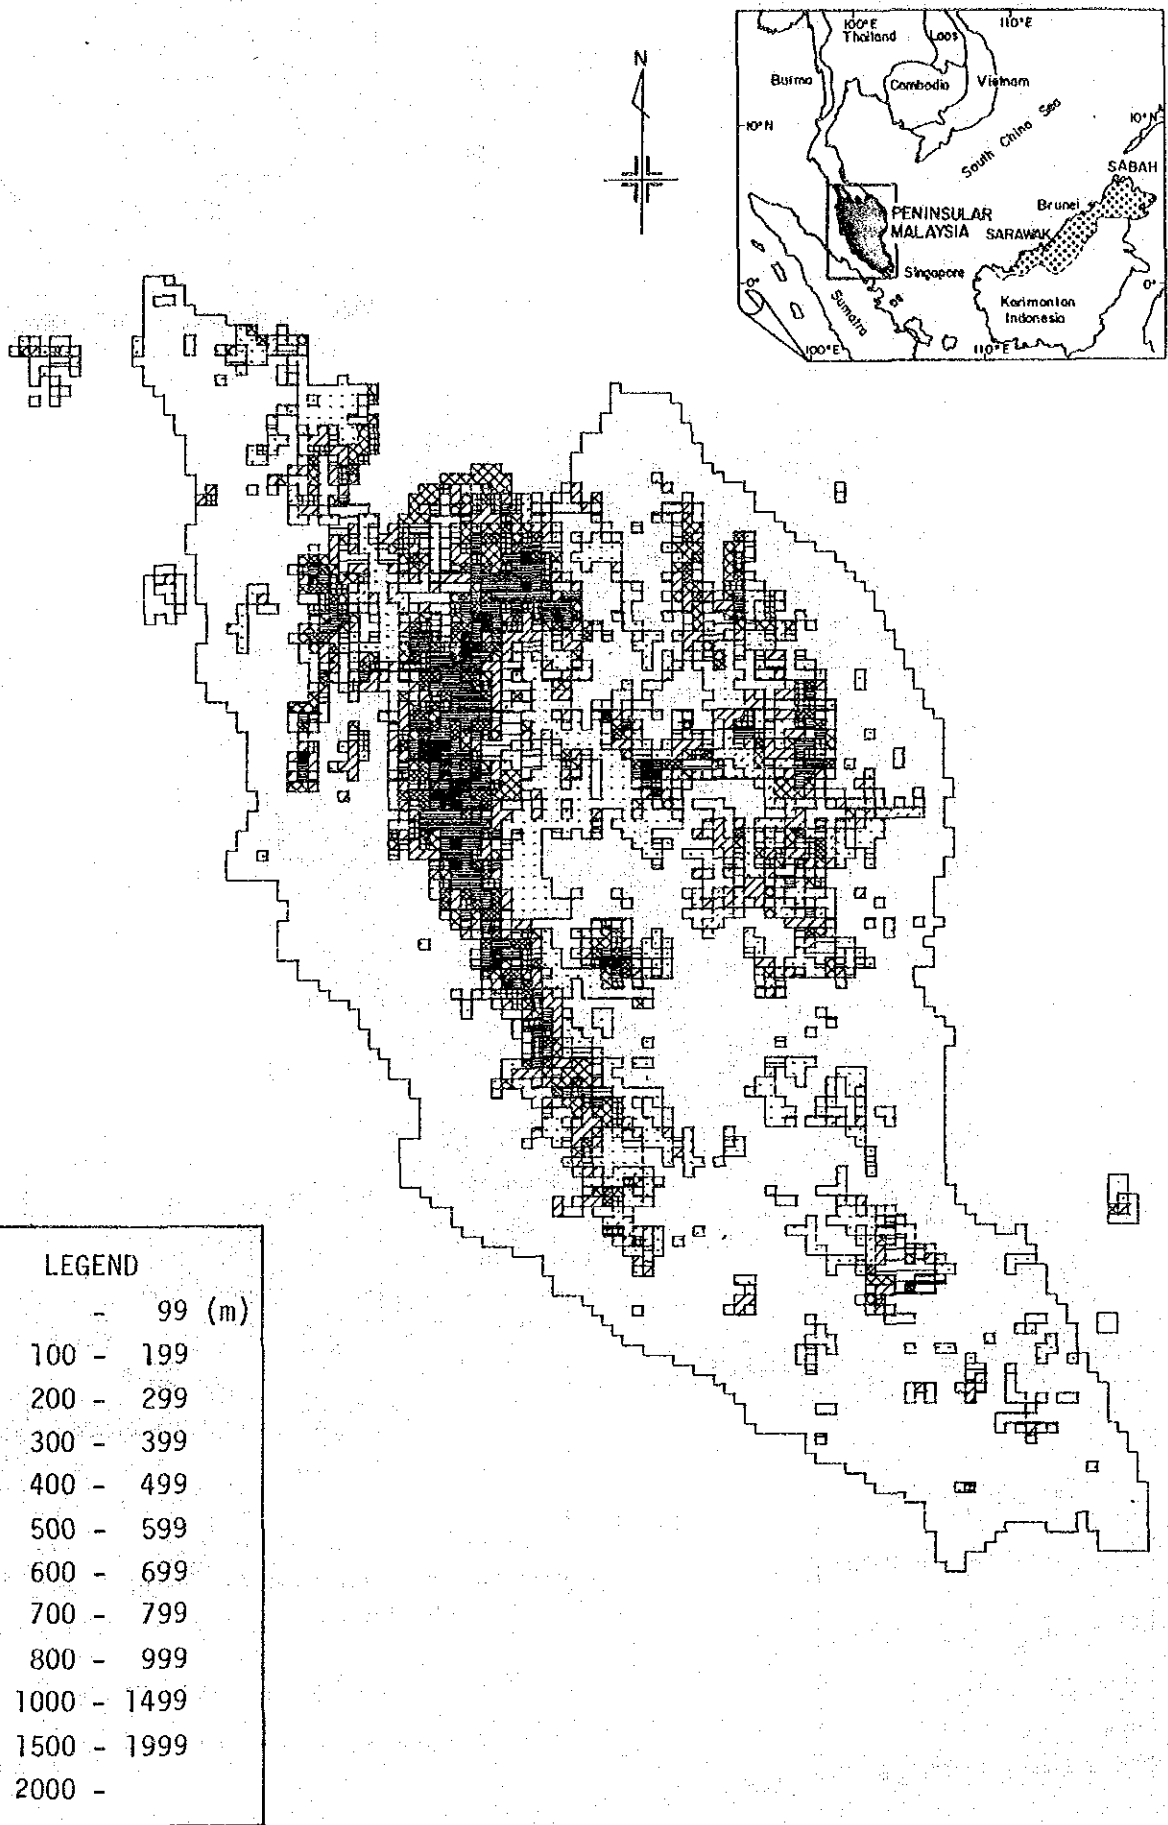 100°E
110°E
Thailand
Laos
Burma
Cambodia
Vietnam
10°N
10°N
South China Sea
SABAH
Brunei
PENINSULAR
MALAYSIA
SARAWAK
Singapore
0°
0°
Sumatra
Karimantan
Indonesia
100°E
110°E
N
LEGEND
- 99 (m)
100 - 199
200 - 299
300 - 399
400 - 499
500 - 599
600 - 699
700 - 799
800 - 999
1000 - 1499
1500 - 1999
2000 -